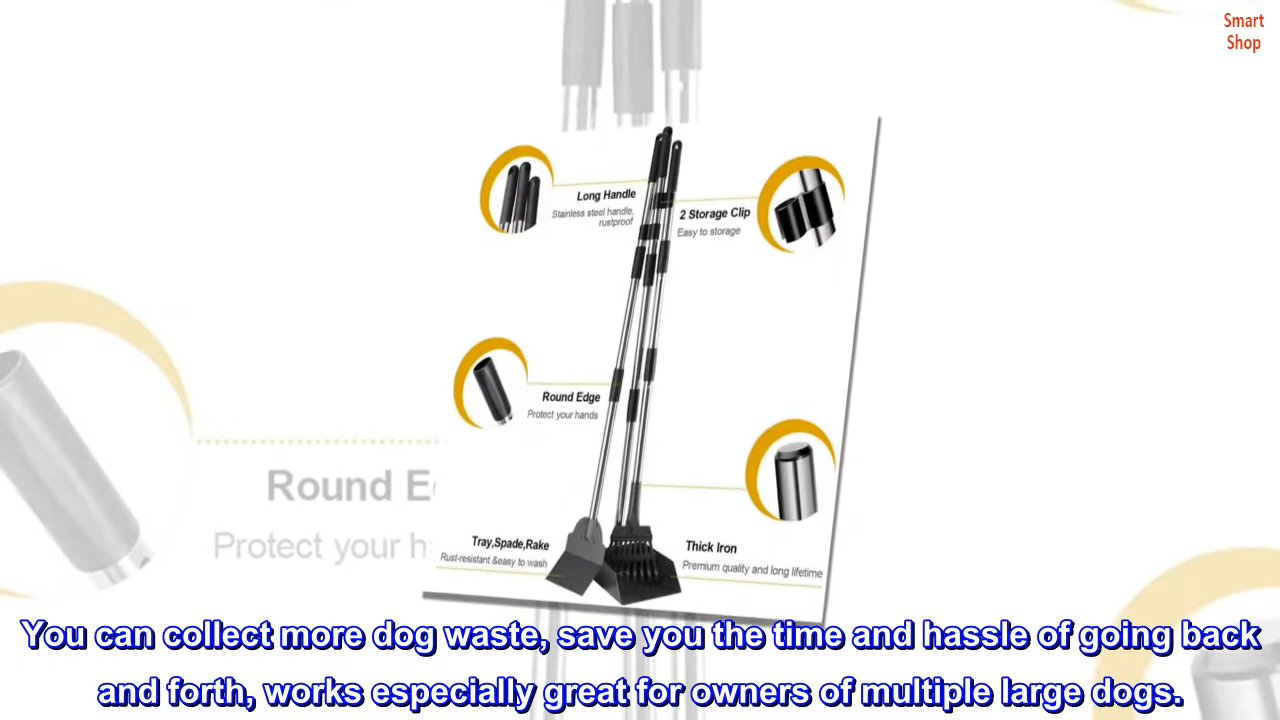 Smart
Shop
Long Handle
Stainless steel handle,
rustproof
2 Storage Clip
Easy to storage
Round Edge
Protect your hands
Round E
Protect your h
Tray,Spade,Rake
Rust-resistant &easy to wash
Thick Iron
Premium quality and long lifetime
You can collect more dog waste, save you the time and hassle of going back
and forth, works especially great for owners of multiple large dogs.